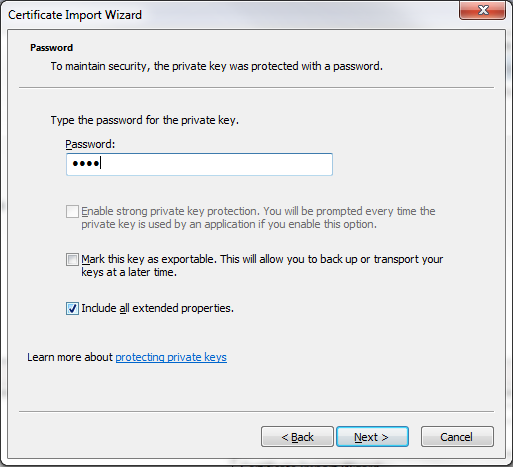 Certificate Import Wizard
Password
To maintain security, the private key was protected with a password.
Type the password for the private key.
Password:
••••
Enable strong private key protection. You will be prompted every time the
private key is used by an application if you enable this option.
Mark this key as exportable. This will allow you to back up or transport your
keys at a later time.
Include all extended properties.
Learn more about protecting private keys
< Back Next > Cancel